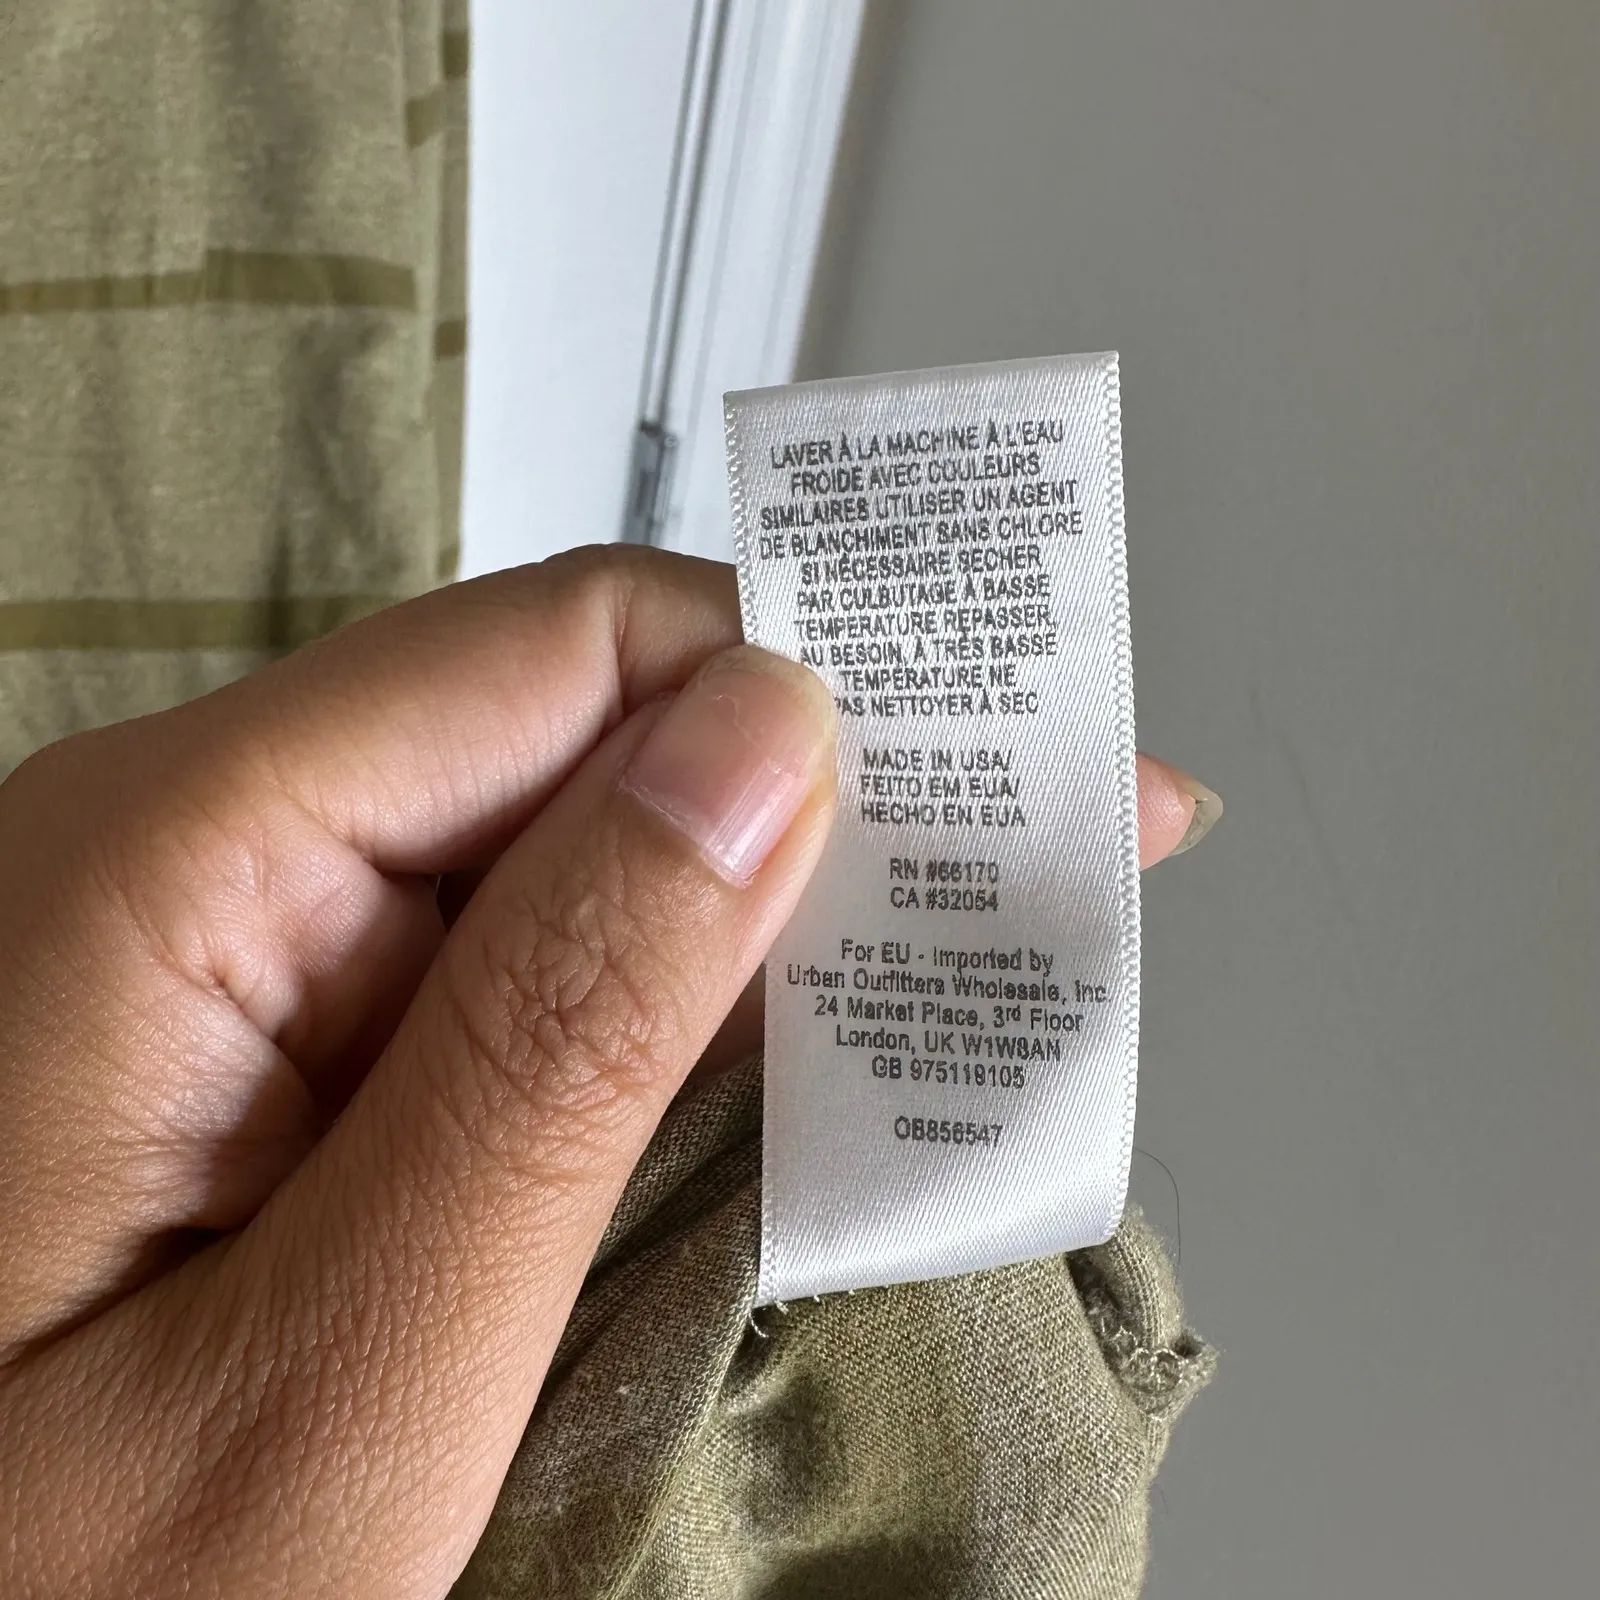 LAVER À LA MACHINE À L'EAU
FROIDE AVEC COULEURS
SIMILAIRES UTILISER UN AGENT
DE BLANCHIMENT SANS CHLORE
SI NÉCESSAIRE SECHER
PAR CULBUTAGE À BASSE
TEMPERATURE REPASSER,
AU BESOIN, À TRÈS BASSE
TEMPÉRATURE NE
PAS NETTOYER À SEC
MADE IN USA/
FEITO EM EUA/
HECHO EN EUA
RN #66170
CA #32054
For EU - Imported by
Urban Outfitters Wholesale, Inc.
24 Market Place, 3rd Floor
London, UK W1W8AN
GB 975118105
OB856547